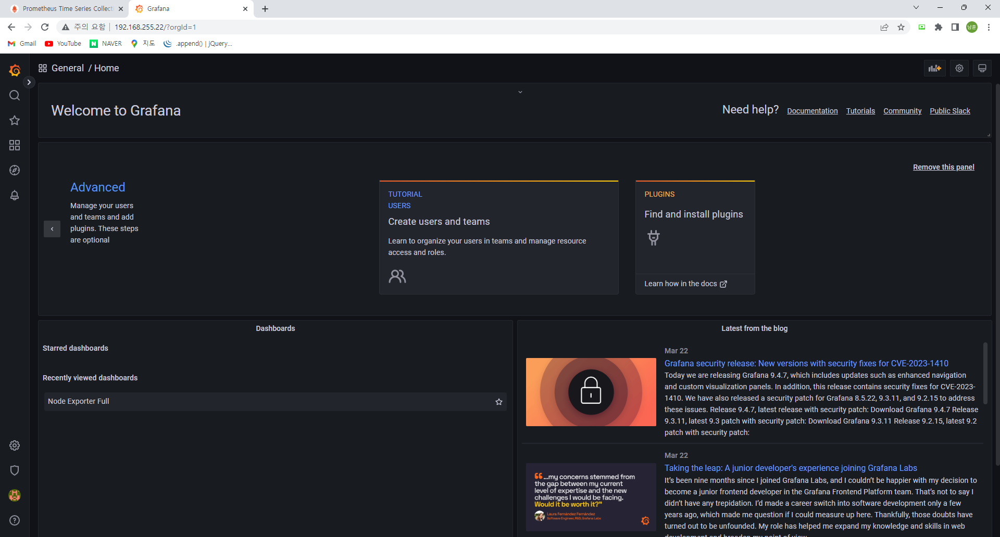 Prometheus Time Series Collecti
Grafana
주의 요함
192.168.255.22/?orgId=1
남훈
Gmail
YouTube
NAVER
지도
.append() | jQuery...
General / Home
Welcome to Grafana
Need help?
Documentation
Tutorials
Community
Public Slack
Remove this panel
Advanced
Manage your users
and teams and add
plugins. These steps
are optional
TUTORIAL
USERS
Create users and teams
Learn to organize your users in teams and manage resource
access and roles.
PLUGINS
Find and install plugins
Learn how in the docs
Dashboards
Starred dashboards
Recently viewed dashboards
Node Exporter Full
Latest from the blog
Mar 22
Grafana security release: New versions with security fixes for CVE-2023-1410
Today we are releasing Grafana 9.4.7, which includes updates such as enhanced navigation
and custom visualization panels. In addition, this release contains security fixes for CVE-2023-
1410. We have also released a security patch for Grafana 8.5.22, 9.3.11, and 9.2.15 to address
these issues. Release 9.4.7, latest release with security patch: Download Grafana 9.4.7 Release
9.3.11, latest 9.3 patch with security patch: Download Grafana 9.3.11 Release 9.2.15, latest 9.2
patch with security patch:
Mar 22
Taking the leap: A junior developer's experience joining Grafana Labs
“...my concerns stemmed from
the gap between my current
level of expertise and the new
challenges I would be facing.
Would it be worth it?”
Laura Fernández Fernández
Software Engineer, R&D, Grafana Labs
It’s been nine months since I joined Grafana Labs, and I couldn’t be happier with my decision to
become a junior frontend developer in the Grafana Frontend Platform team. That’s not to say I
didn’t have any trepidation. I’d made a career switch into software development only a few
years ago, which made me question if I could measure up here. Thankfully, those doubts have
turned out to be unfounded. My role has helped me expand my knowledge and skills in web
development and broaden my point of view.